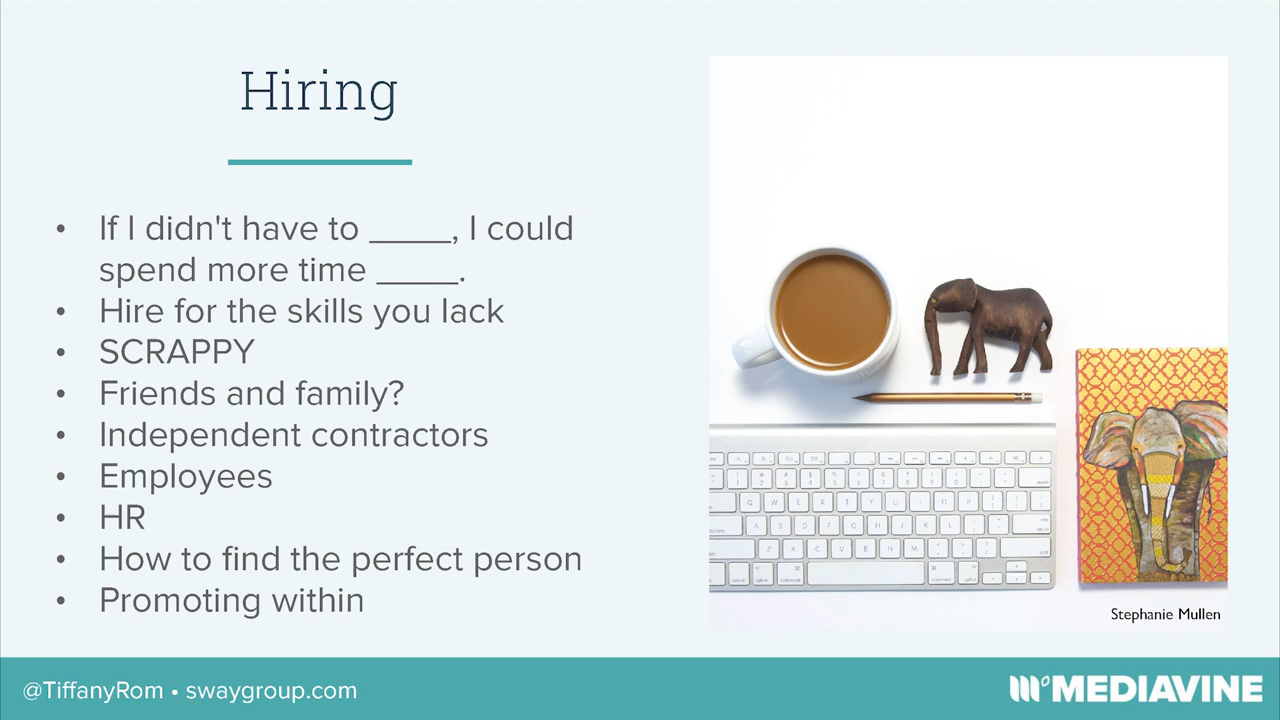 Hiring
• If I didn't have to _____, I could
spend more time _____.
• Hire for the skills you lack
• SCRAPPY
• Friends and family?
• Independent contractors
• Employees
• HR
• How to find the perfect person
• Promoting within
Stephanie Mullen
@TiffanyRom • swaygroup.com
MEDIAVINE